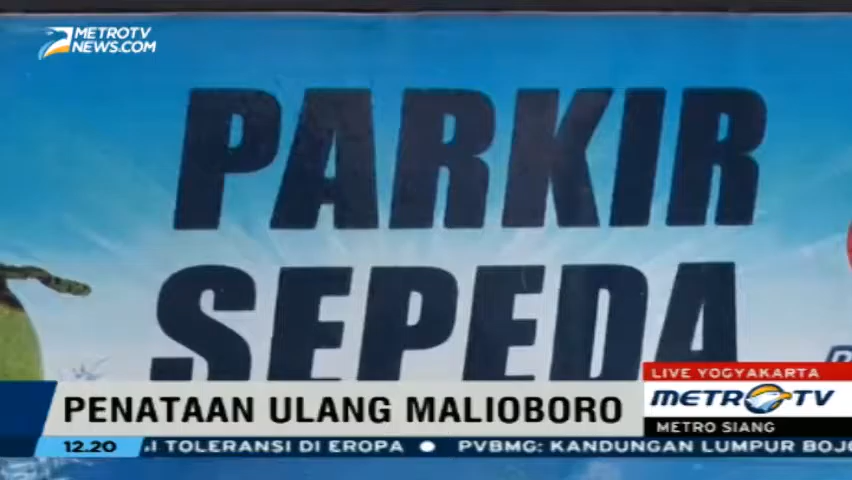 METROTV
NEWS.COM
PARKIR
SEPEDA
LIVE YOGYAKARTA
PENATAAN ULANG MALIOBORO
METRO TV
METRO SIANG
12.20
TOLERANSI DI EROPA ● PVBMG: KANDUNGAN LUMPUR